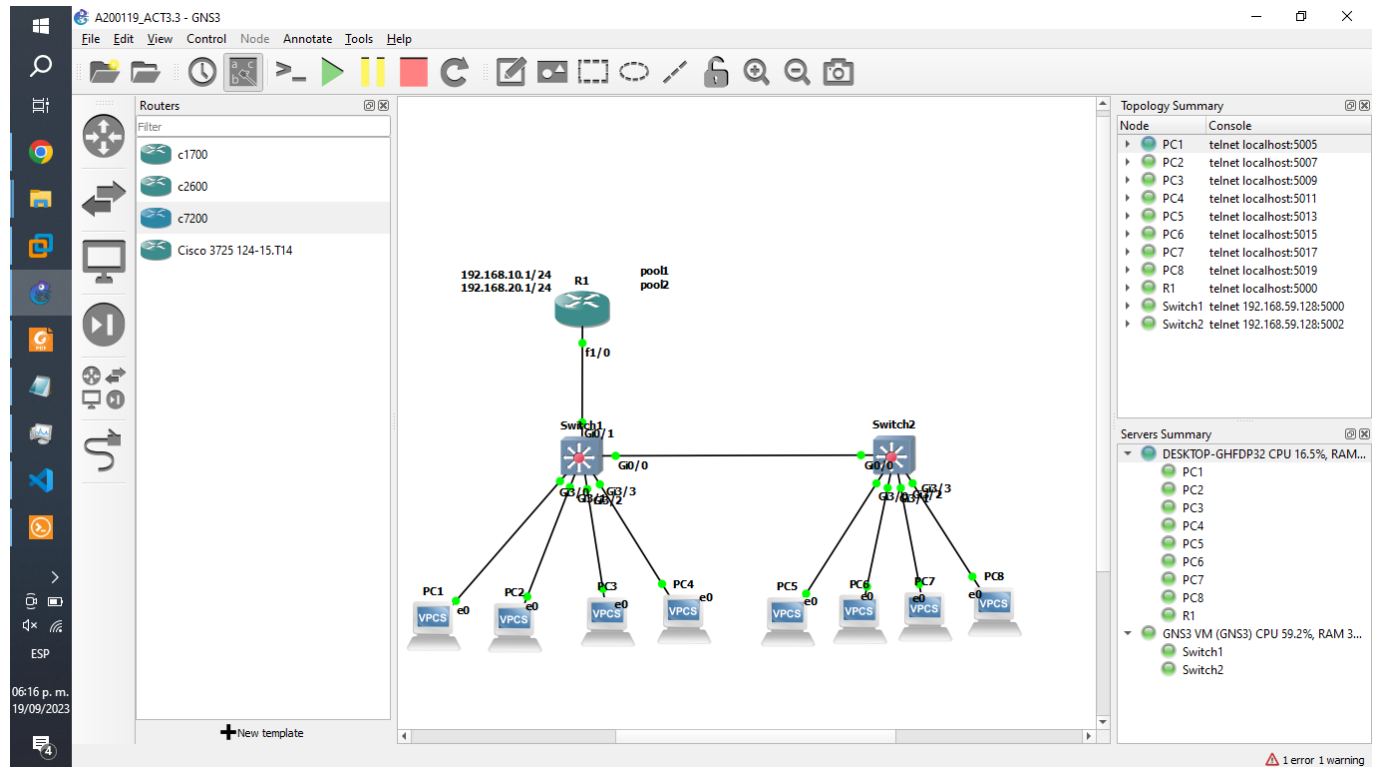 A200119_ACT3.3 - GNS3
File Edit View Control Node Annotate Tools Help
Routers
Filter
c1700
c2600
c7200
Cisco 3725 124-15.T14
New template
192.168.10.1/24
192.168.20.1/24
R1
pool1
pool2
f1/0
Switch1
Gi0/1
Gi0/0
Switch2
Gi0/0
Gi3/3
Gi3/3
PC1
e0
VPCS
PC2
e0
VPCS
PC3
e0
VPCS
PC4
e0
VPCS
PC5
e0
VPCS
PC6
e0
VPCS
PC7
e0
VPCS
PC8
e0
VPCS
Topology Summary
Node Console
PC1 telnet localhost:5005
PC2 telnet localhost:5007
PC3 telnet localhost:5009
PC4 telnet localhost:5011
PC5 telnet localhost:5013
PC6 telnet localhost:5015
PC7 telnet localhost:5017
PC8 telnet localhost:5019
R1 telnet localhost:5000
Switch1 telnet 192.168.59.128:5000
Switch2 telnet 192.168.59.128:5002
Servers Summary
DESKTOP-GHFDP32 CPU 16.5%, RAM...
PC1
PC2
PC3
PC4
PC5
PC6
PC7
PC8
R1
GNS3 VM (GNS3) CPU 59.2%, RAM 3...
Switch1
Switch2
1 error 1 warning
ESP
06:16 p. m.
19/09/2023
4